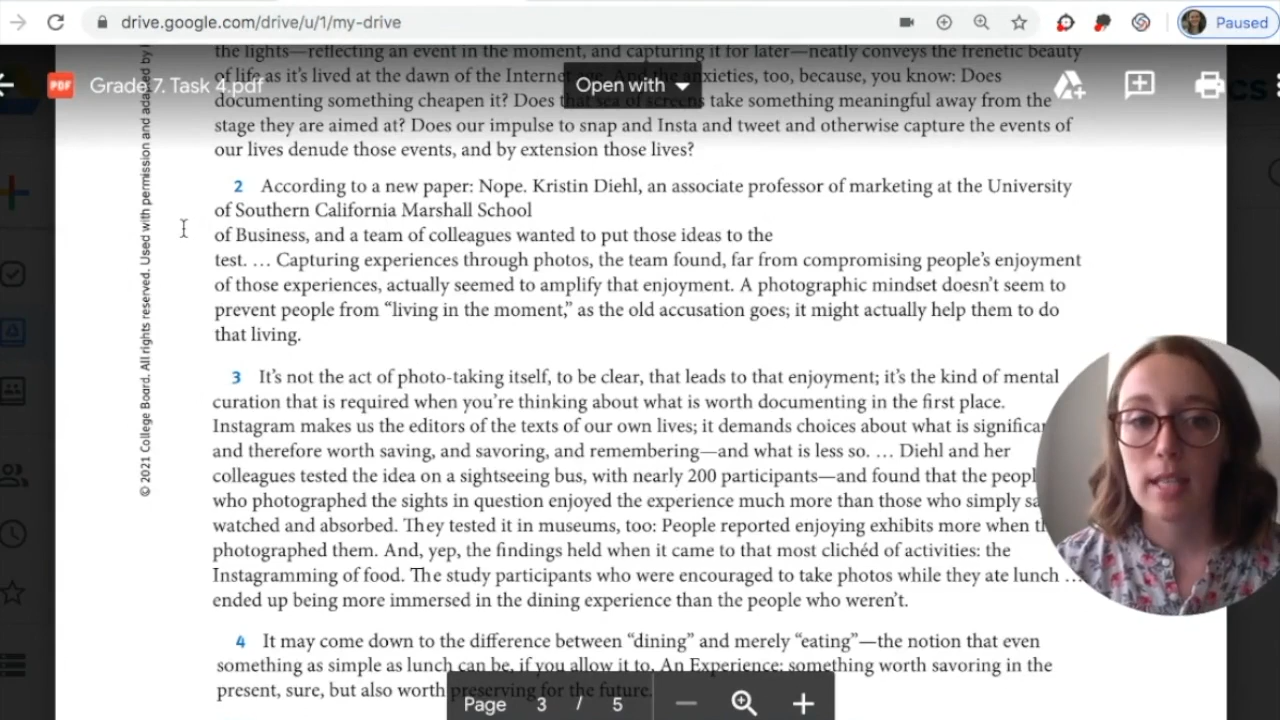 drive.google.com/drive/u/1/my-drive
Paused
the lights—reflecting an event in the moment, and capturing it for later—neatly conveys the frenetic beauty
of life as it's lived at the dawn of the Internet age. And the anxieties, too, because, you know: Does
PDF Grade 7. Task 4.pdf
Open with
documenting something cheapen it? Does that sea of screens take something meaningful away from the
stage they are aimed at? Does our impulse to snap and Insta and tweet and otherwise capture the events of
our lives denude those events, and by extension those lives?
2 According to a new paper: Nope. Kristin Diehl, an associate professor of marketing at the University
of Southern California Marshall School
of Business, and a team of colleagues wanted to put those ideas to the
test. … Capturing experiences through photos, the team found, far from compromising people's enjoyment
of those experiences, actually seemed to amplify that enjoyment. A photographic mindset doesn't seem to
prevent people from “living in the moment,” as the old accusation goes; it might actually help them to do
that living.
3 It's not the act of photo-taking itself, to be clear, that leads to that enjoyment; it's the kind of mental
curation that is required when you're thinking about what is worth documenting in the first place.
Instagram makes us the editors of the texts of our own lives; it demands choices about what is
and therefore worth saving, and savoring, and remembering—and what is less so. … Diehl and her
colleagues tested the idea on a sightseeing bus, with nearly 200 participants—and found that the
who photographed the sights in question enjoyed the experience much more than those who simply
watched and absorbed. They tested it in museums, too: People reported enjoying exhibits more when
photographed them. And, yep, the findings held when it came to that most clichéd of activities: the
Instagramming of food. The study participants who were encouraged to take photos while they ate lunch …
ended up being more immersed in the dining experience than the people who weren't.
4 It may come down to the difference between “dining” and merely “eating”—the notion that even
something as simple as lunch can be, if you allow it to, An Experience: something worth savoring in the
present, sure, but also worth preserving for the future.
Page 3 / 5
© 2021 College Board. All rights reserved. Used with permission and adapted by